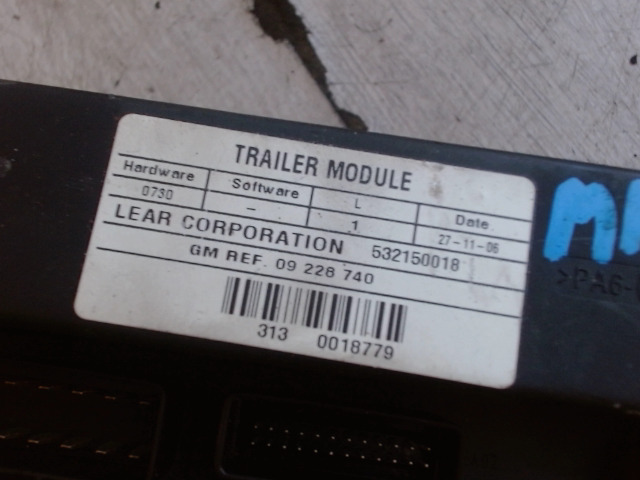 TRAILER MODULE
Hardware Software L Date
0730 - 1 27-11-06
LEAR CORPORATION 532150018
GM REF. 09 228 740
313 0018779
>PA6-